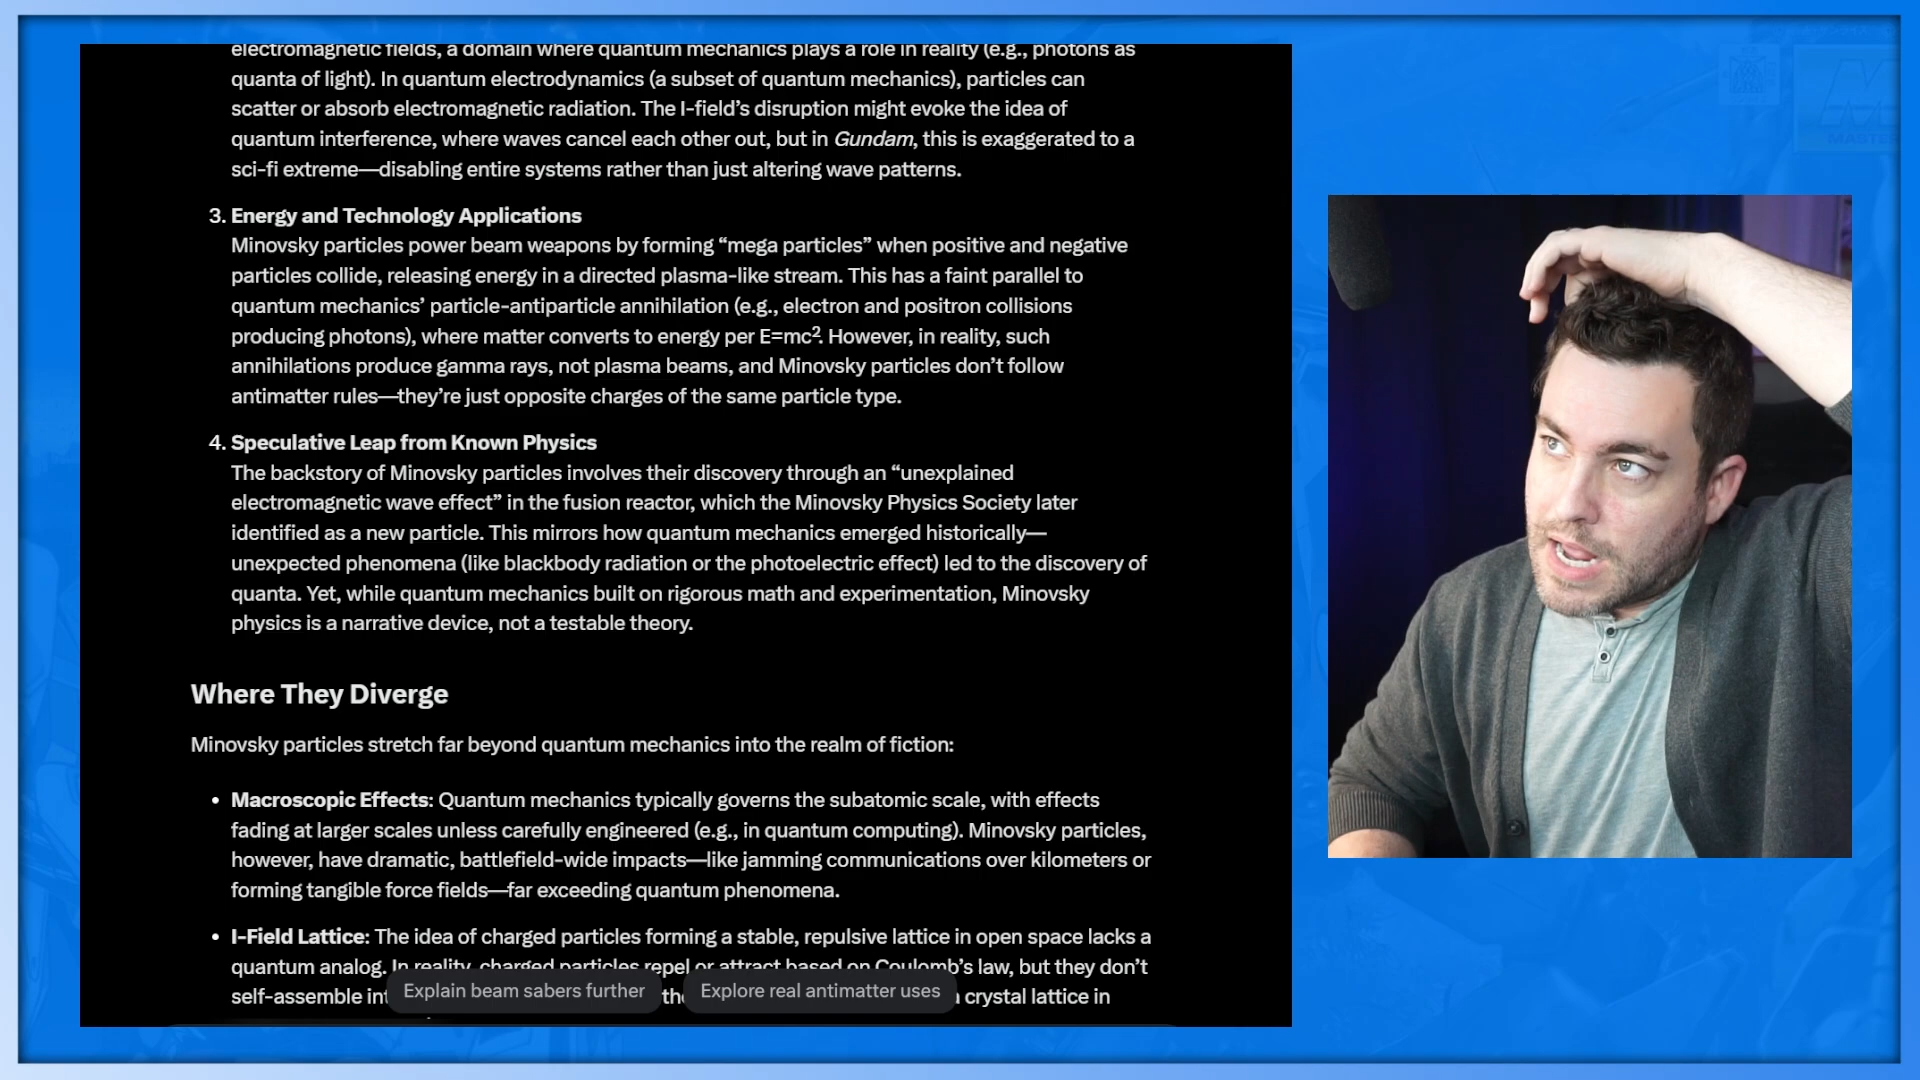 electromagnetic fields, a domain where quantum mechanics plays a role in reality (e.g., photons as
quanta of light). In quantum electrodynamics (a subset of quantum mechanics), particles can
scatter or absorb electromagnetic radiation. The I-field’s disruption might evoke the idea of
quantum interference, where waves cancel each other out, but in Gundam, this is exaggerated to a
sci-fi extreme—disabling entire systems rather than just altering wave patterns.
3. Energy and Technology Applications
Minovsky particles power beam weapons by forming “mega particles” when positive and negative
particles collide, releasing energy in a directed plasma-like stream. This has a faint parallel to
quantum mechanics’ particle-antiparticle annihilation (e.g., electron and positron collisions
producing photons), where matter converts to energy per E=mc². However, in reality, such
annihilations produce gamma rays, not plasma beams, and Minovsky particles don’t follow
antimatter rules—they’re just opposite charges of the same particle type.
4. Speculative Leap from Known Physics
The backstory of Minovsky particles involves their discovery through an “unexplained
electromagnetic wave effect” in the fusion reactor, which the Minovsky Physics Society later
identified as a new particle. This mirrors how quantum mechanics emerged historically—
unexpected phenomena (like blackbody radiation or the photoelectric effect) led to the discovery of
quanta. Yet, while quantum mechanics built on rigorous math and experimentation, Minovsky
physics is a narrative device, not a testable theory.
Where They Diverge
Minovsky particles stretch far beyond quantum mechanics into the realm of fiction:
• Macroscopic Effects: Quantum mechanics typically governs the subatomic scale, with effects
fading at larger scales unless carefully engineered (e.g., in quantum computing). Minovsky particles,
however, have dramatic, battlefield-wide impacts—like jamming communications over kilometers or
forming tangible force fields—far exceeding quantum phenomena.
• I-Field Lattice: The idea of charged particles forming a stable, repulsive lattice in open space lacks a
quantum analog. In reality, charged particles repel or attract based on Coulomb’s law, but they don’t
self-assemble
crystal lattice in
Explain beam sabers further
Explore real antimatter uses
MASTER